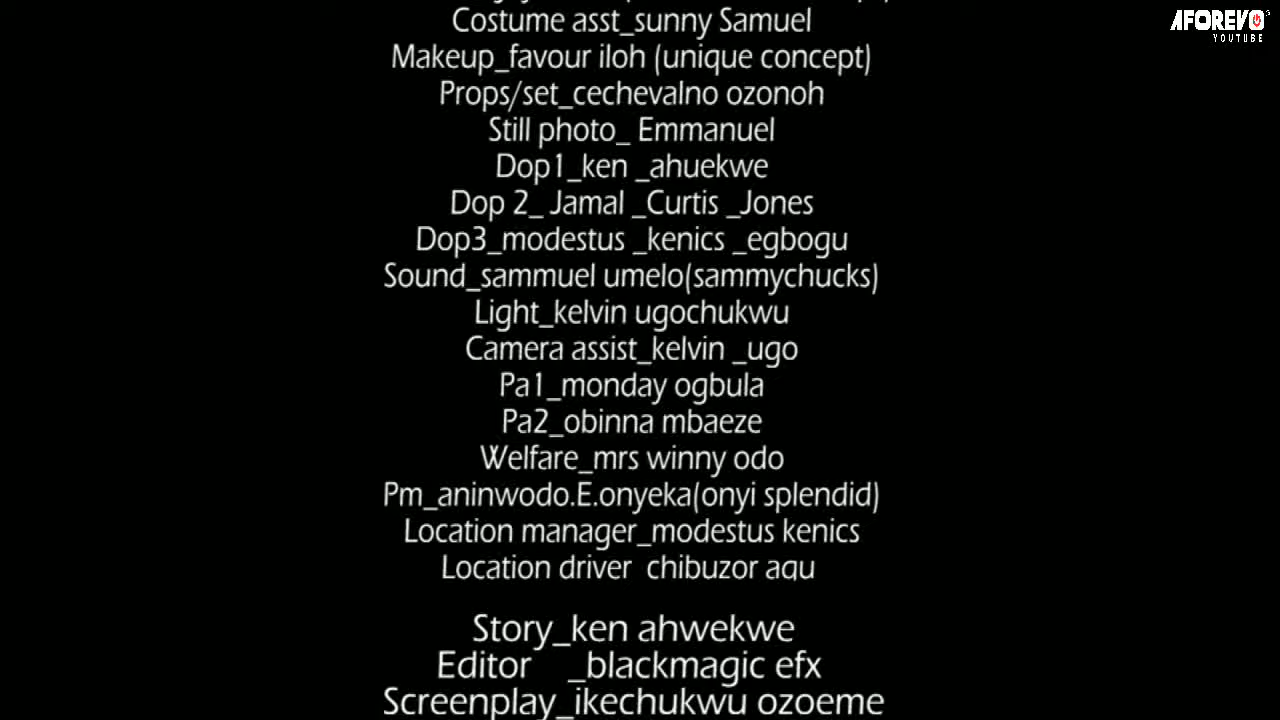 AFOREVO
YOUTUBE
Costume asst_sunny Samuel
Makeup_favour iloh (unique concept)
Props/set_cechevalno ozonoh
Still photo_ Emmanuel
Dop1_ken _ahuekwe
Dop 2_ Jamal _Curtis _Jones
Dop3_modestus _kenics _egbogu
Sound_sammuel umelo(sammychucks)
Light_kelvin ugochukwu
Camera assist_kelvin _ugo
Pa1_monday ogbula
Pa2_obinna mbaeze
Welfare_mrs winny odo
Pm_aninwodo.E.onyeka(onyi splendid)
Location manager_modestus kenics
Location driver chibuzor agu
Story_ken ahwekwe
Editor _blackmagic efx
Screenplay_ikechukwu ozoeme